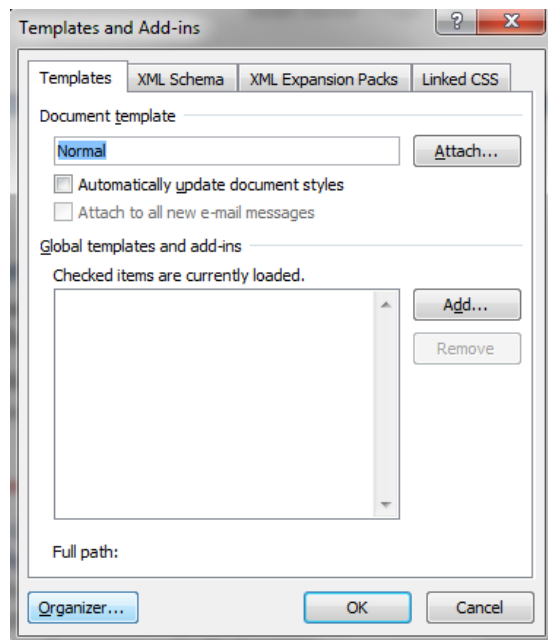 Templates and Add-ins
Templates XML Schema XML Expansion Packs Linked CSS
Document template
Normal Attach...
Automatically update document styles
Attach to all new e-mail messages
Global templates and add-ins
Checked items are currently loaded.
Add...
Remove
Full path:
Organizer... OK Cancel